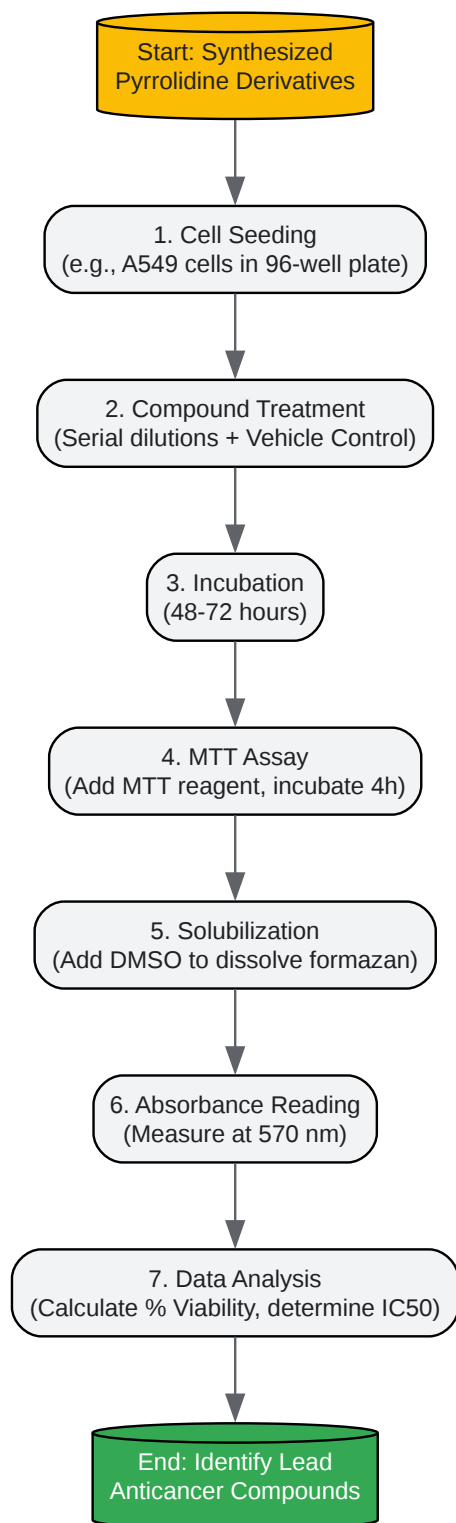 Start: Synthesized
Pyrrolidine Derivatives
1. Cell Seeding
(e.g., A549 cells in 96-well plate)
2. Compound Treatment
(Serial dilutions + Vehicle Control)
3. Incubation
(48-72 hours)
4. MTT Assay
(Add MTT reagent, incubate 4h)
5. Solubilization
(Add DMSO to dissolve formazan)
6. Absorbance Reading
(Measure at 570 nm)
7. Data Analysis
(Calculate % Viability, determine IC50)
End: Identify Lead
Anticancer Compounds